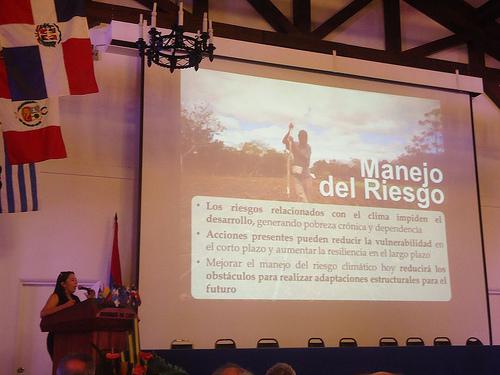 Manejo
del Riesgo
• Los riesgos relacionados con el clima impiden el
desarrollo, generando pobreza crónica y dependencia
• Acciones presentes pueden reducir la vulnerabilidad en
el corto plazo y aumentar la resiliencia en el largo plazo
• Mejorar el manejo del riesgo climático hoy reducirá los
obstáculos para realizar adaptaciones estructurales para el
futuro